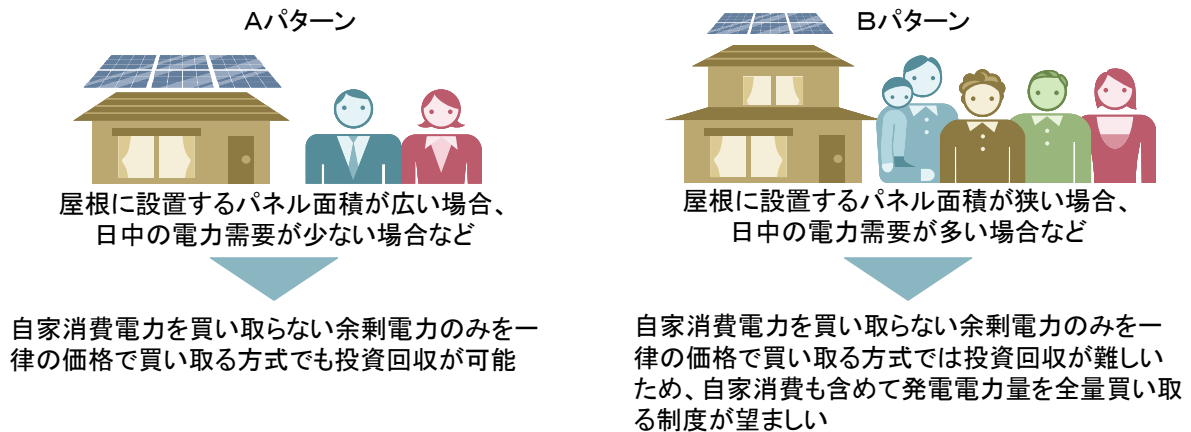 Aパターン
屋根に設置するパネル面積が広い場合、
日中の電力需要が少ない場合など
自家消費電力を買い取らない余剰電力のみを一
律の価格で買い取る方式でも投資回収が可能
Bパターン
屋根に設置するパネル面積が狭い場合、
日中の電力需要が多い場合など
自家消費電力を買い取らない余剰電力のみを一
律の価格で買い取る方式では投資回収が難しい
ため、自家消費も含めて発電電力量を全量買い取
る制度が望ましい